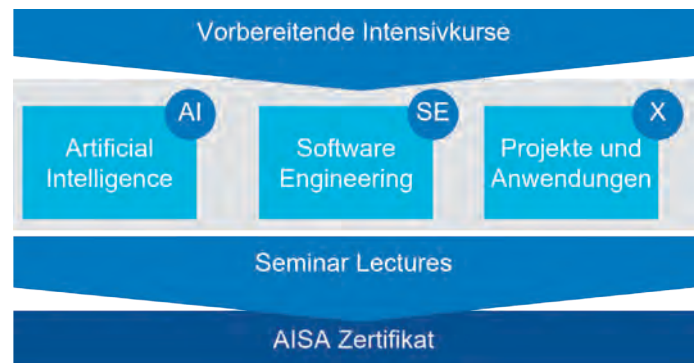 Vorbereitende Intensivkurse
AI
Artificial
Intelligence
SE
Software
Engineering
X
Projekte und
Anwendungen
Seminar Lectures
AISA Zertifikat